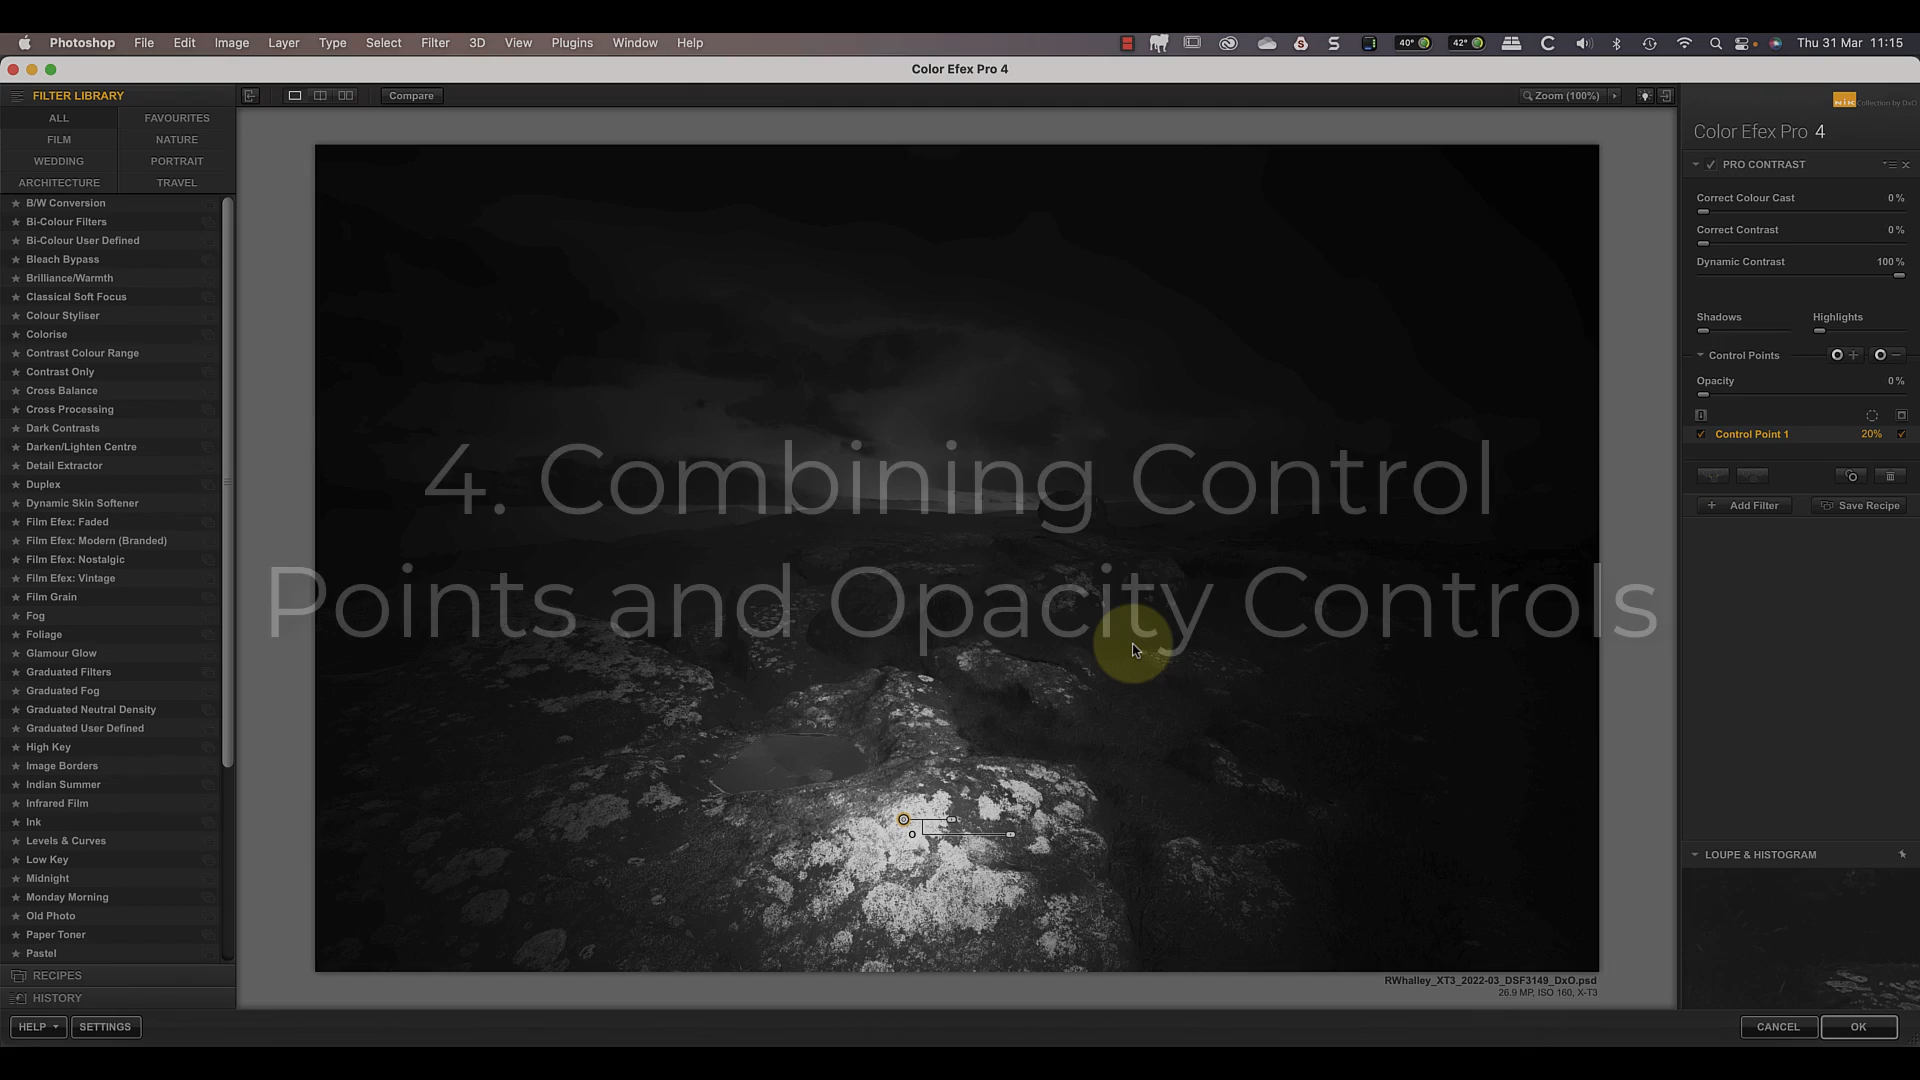 Photoshop File Edit Image Layer Type Select Filter 3D View Plugins Window Help
40° 42° Thu 31 Mar 11:15
Color Efex Pro 4
FILTER LIBRARY
Compare
Zoom (100%)
ALL FAVOURITES
FILM NATURE
WEDDING PORTRAIT
ARCHITECTURE TRAVEL
B/W Conversion
Bi-Colour Filters
Bi-Colour User Defined
Bleach Bypass
Brilliance/Warmth
Classical Soft Focus
Colour Styliser
Colorise
Contrast Colour Range
Contrast Only
Cross Balance
Cross Processing
Dark Contrasts
Darken/Lighten Centre
Detail Extractor
Duplex
Dynamic Skin Softener
Film Efex: Faded
Film Efex: Modern (Branded)
Film Efex: Nostalgic
Film Efex: Vintage
Film Grain
Fog
Foliage
Glamour Glow
Graduated Filters
Graduated Fog
Graduated Neutral Density
Graduated User Defined
High Key
Image Borders
Indian Summer
Infrared Film
Ink
Levels & Curves
Low Key
Midnight
Monday Morning
Old Photo
Paper Toner
Pastel
RECIPES
HISTORY
HELP SETTINGS
4. Combining Control
Points and Opacity Controls
RWhalley_XT3_2022-03_DSF3149_DxO.psd
26.9 MP, ISO 160, X-T3
Nik Collection by DxO
Color Efex Pro 4
PRO CONTRAST
Correct Colour Cast 0%
Correct Contrast 0%
Dynamic Contrast 100%
Shadows Highlights
Control Points
Opacity 0%
Control Point 1 20%
+ Add Filter Save Recipe
LOUPE & HISTOGRAM
CANCEL OK